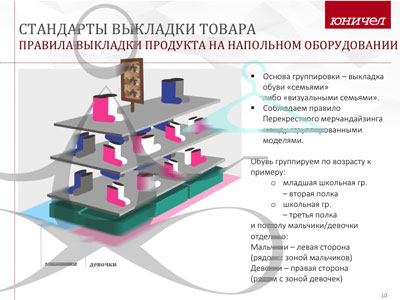 ЮНИЧЕЛ
СТАНДАРТЫ ВЫКЛАДКИ ТОВАРА
ПРАВИЛА ВЫКЛАДКИ ПРОДУКТА НА НАПОЛЬНОМ ОБОРУДОВАНИИ
• Основа группировки – выкладка
обуви «семьями»
либо «визуальными семьями».
• Соблюдаем правило
Перекрестного мерчандайзинга
между сгруппированными
моделями.
Обувь группируем по возрасту к
примеру:
o младшая школьная гр.
– вторая полка
o школьная гр.
– третья полка
и по полу мальчики/девочки
отдельно:
Мальчики – левая сторона
(рядом с зоной мальчиков)
Девочки – правая сторона
(рядом с зоной девочек)
мальчики девочки
10